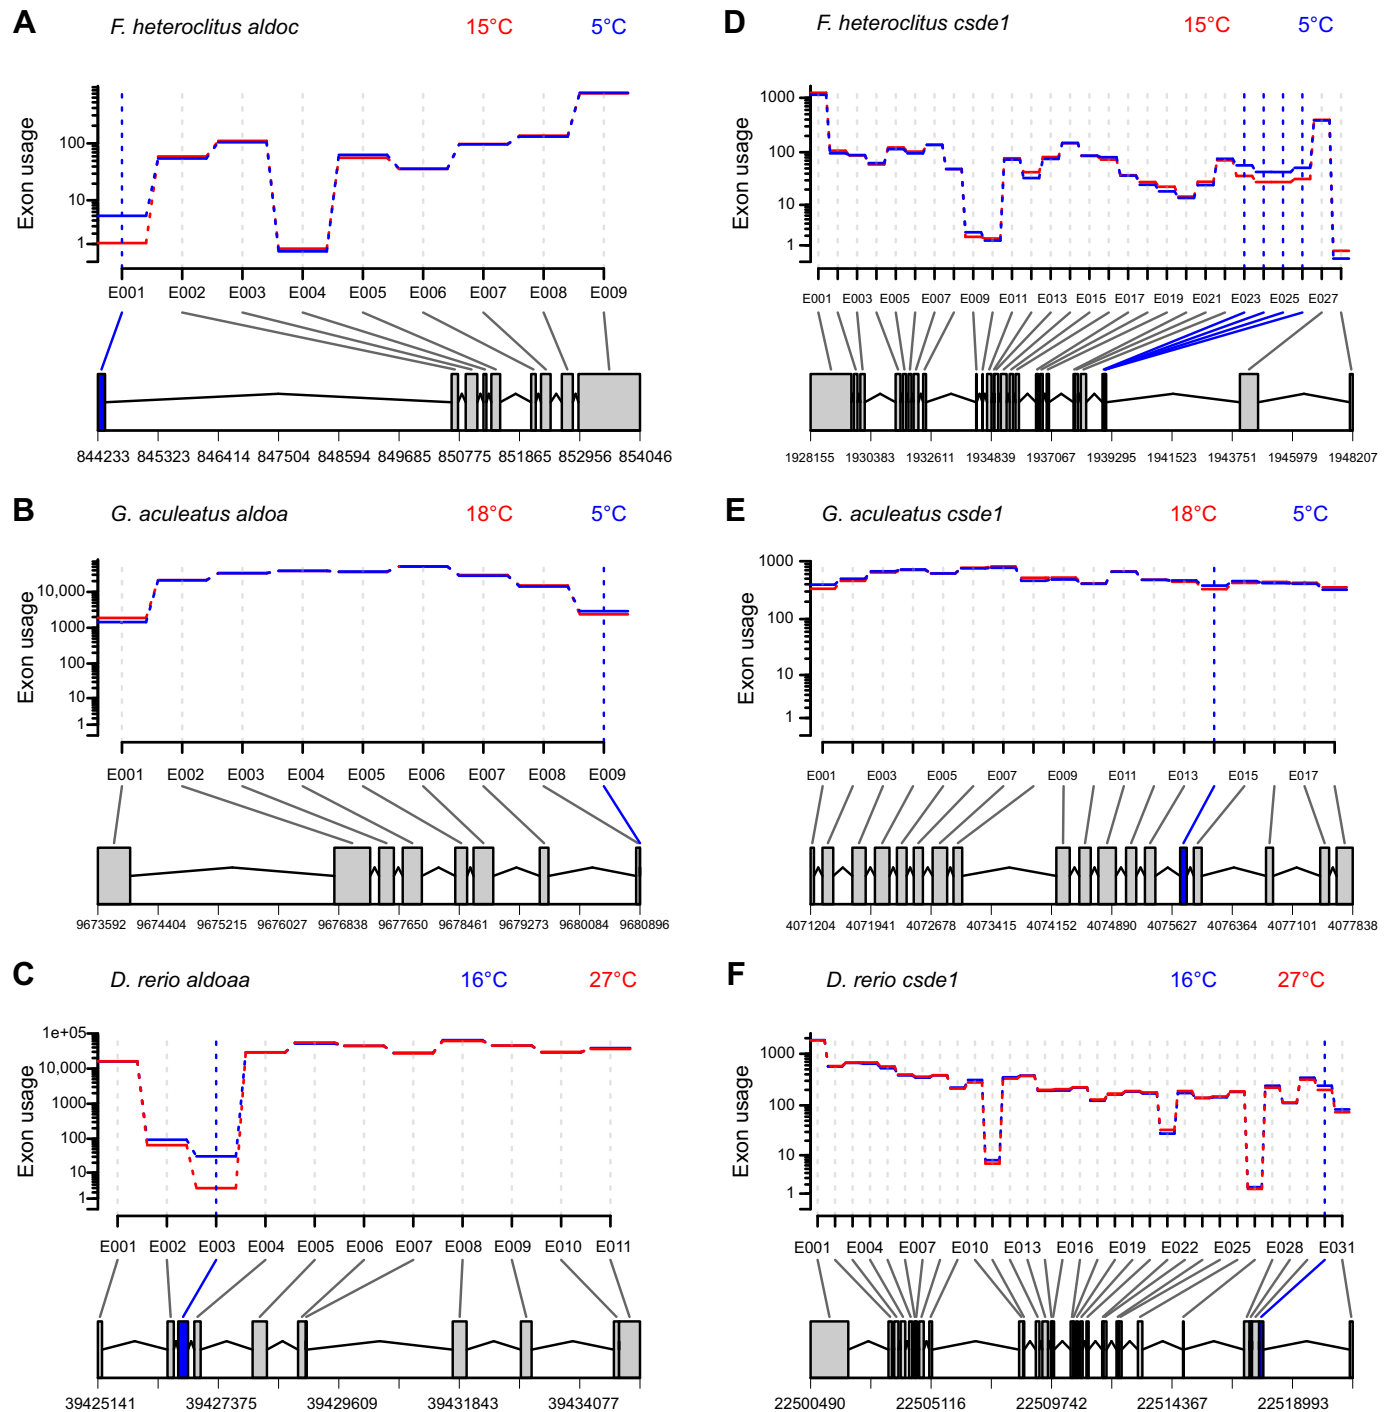 A F. heteroclitus aldoc 15°C 5°C
Exon usage
100
10
1
E001 E002 E003 E004 E005 E006 E007 E008 E009
844233 845323 846414 847504 848594 849685 850775 851865 852956 854046
D F. heteroclitus csde1 15°C 5°C
Exon usage
1000
100
10
1
E001 E003 E005 E007 E009 E011 E013 E015 E017 E019 E021 E023 E025 E027
1928155 1930383 1932611 1934839 1937067 1939295 1941523 1943751 1945979 1948207
B G. aculeatus aldoa 18°C 5°C
Exon usage
10,000
1000
100
10
1
E001 E002 E003 E004 E005 E006 E007 E008 E009
9673592 9674404 9675215 9676027 9676838 9677650 9678461 9679273 9680084 9680896
E G. aculeatus csde1 18°C 5°C
Exon usage
1000
100
10
1
E001 E003 E005 E007 E009 E011 E013 E015 E017
4071204 4071941 4072678 4073415 4074152 4074890 4075627 4076364 4077101 4077838
C D. rerio aldoaa 16°C 27°C
Exon usage
1e+05
10,000
1000
100
10
1
E001 E002 E003 E004 E005 E006 E007 E008 E009 E010 E011
39425141 39427375 39429609 39431843 39434077
F D. rerio csde1 16°C 27°C
Exon usage
1000
100
10
1
E001 E004 E007 E010 E013 E016 E019 E022 E025 E028 E031
22500490 22505116 22509742 22514367 22518993